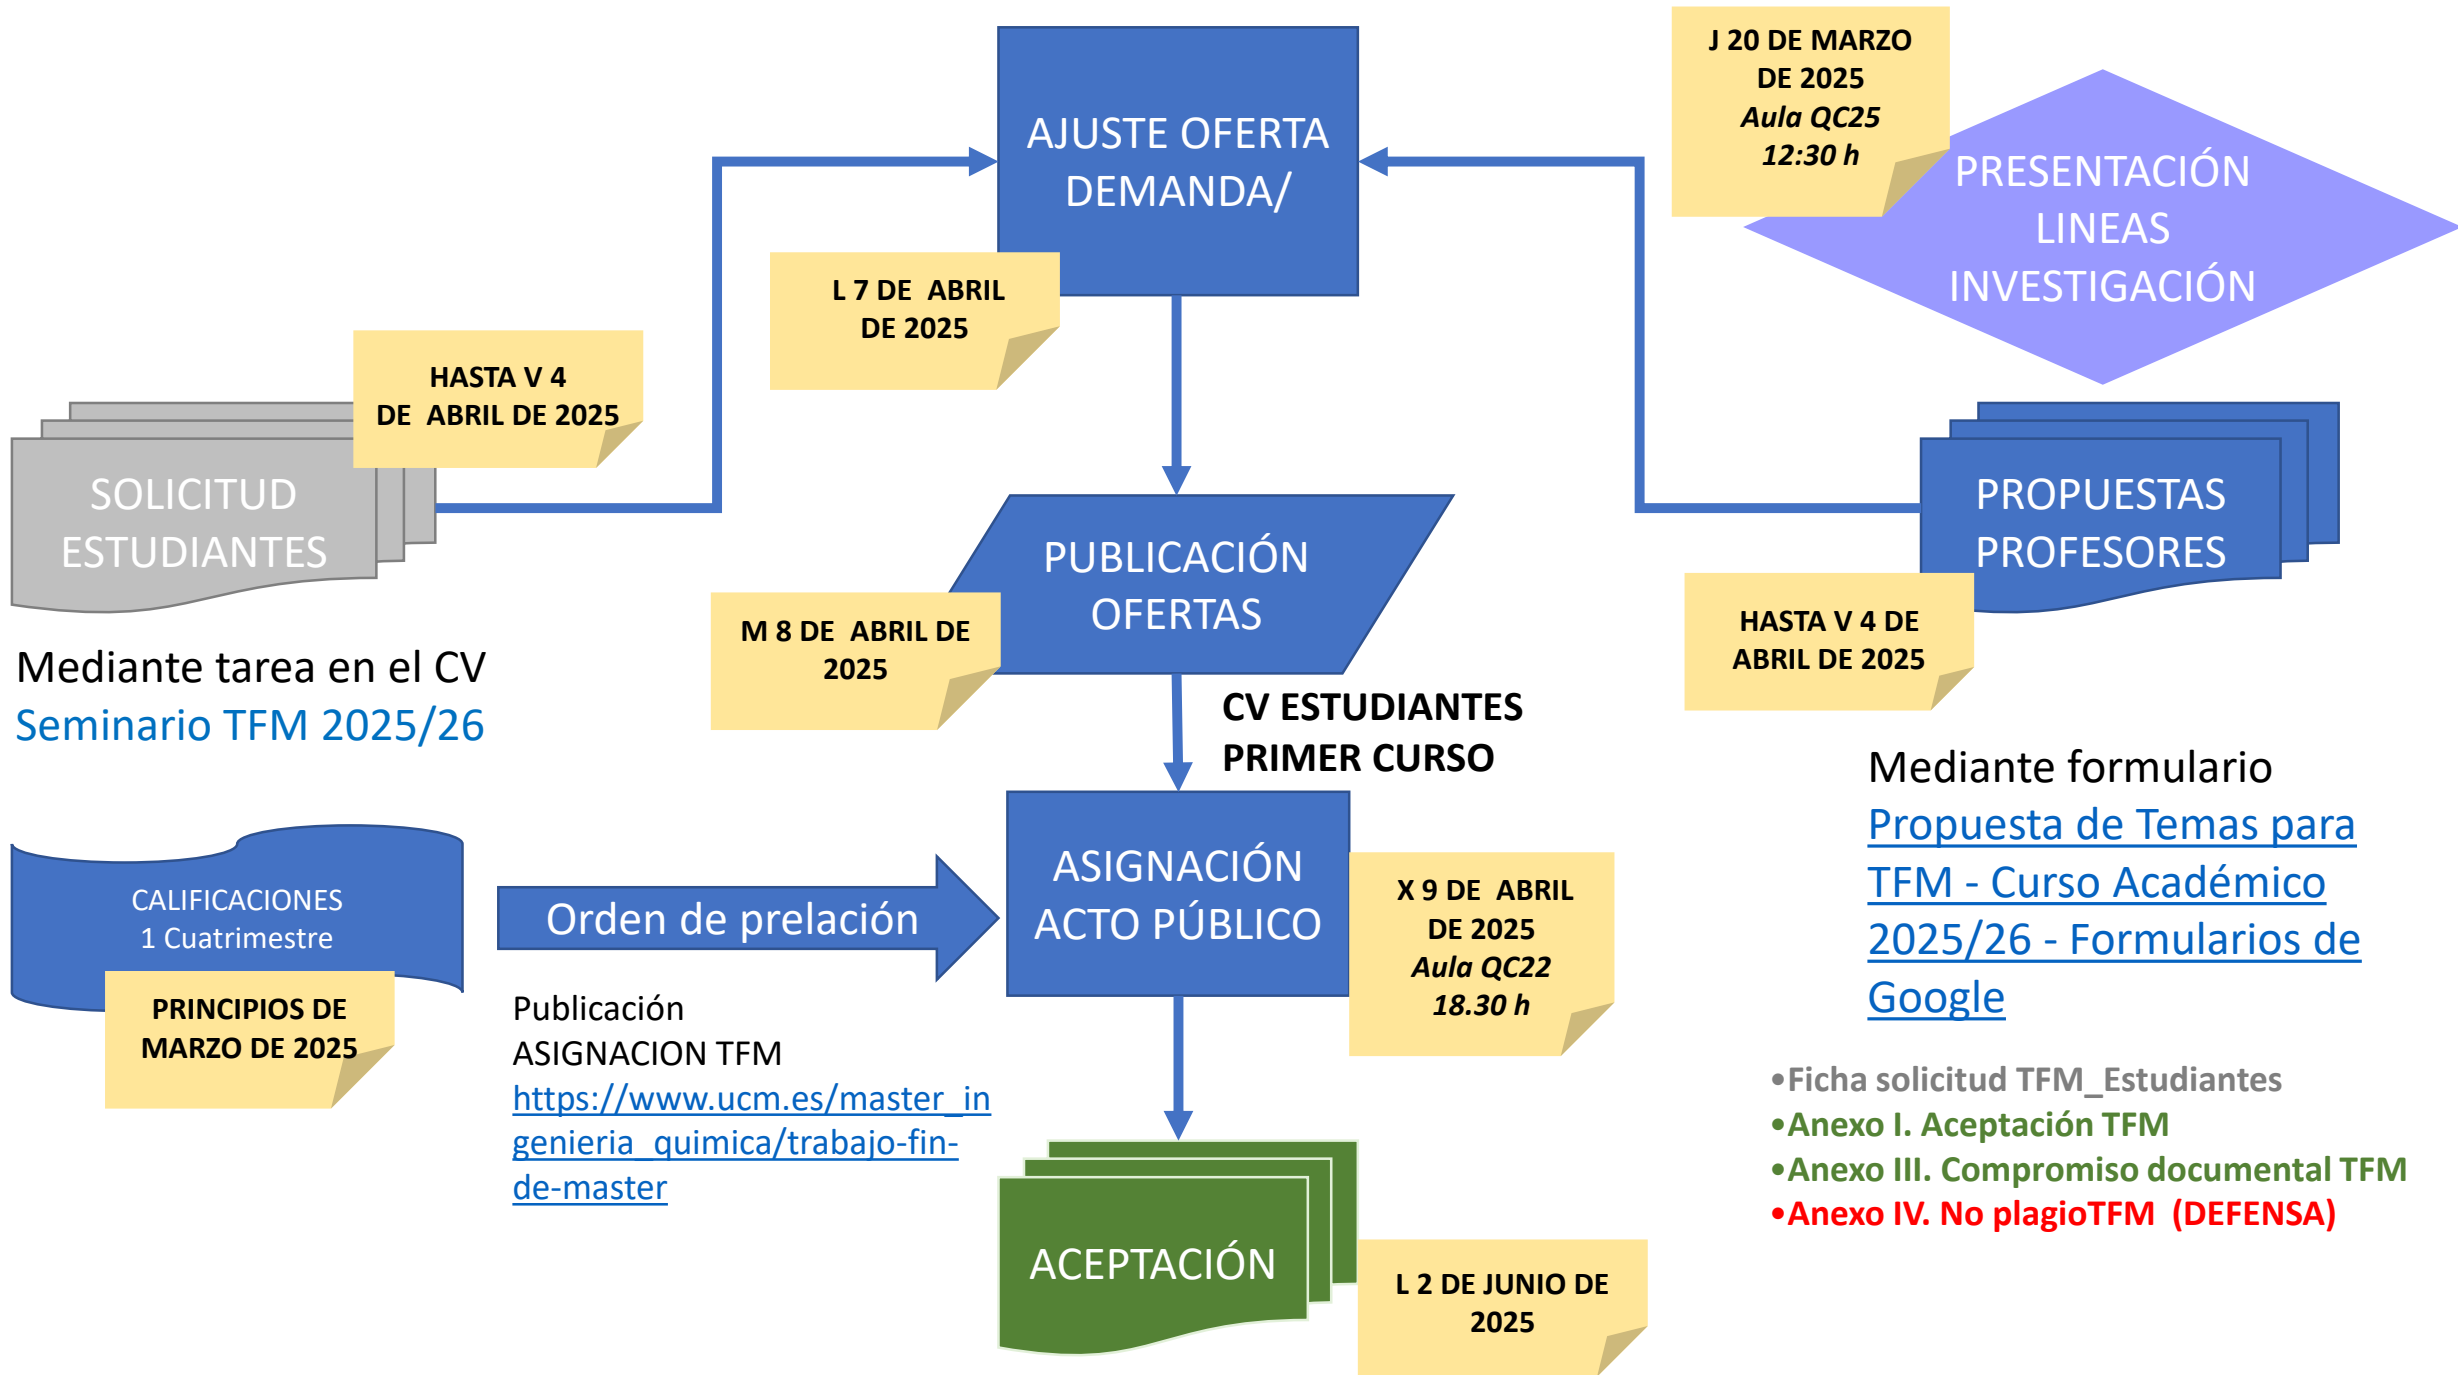 AJUSTE OFERTA
DEMANDA/
L 7 DE  ABRIL
DE 2025
J 20 DE MARZO
DE 2025
Aula QC25
12:30 h
PRESENTACIÓN
LINEAS
INVESTIGACIÓN
HASTA V 4
DE  ABRIL DE 2025
SOLICITUD
ESTUDIANTES
Mediante tarea en el CV
Seminario TFM 2025/26
PUBLICACIÓN
OFERTAS
M 8 DE  ABRIL DE
2025
CV ESTUDIANTES
PRIMER CURSO
PROPUESTAS
PROFESORES
HASTA V 4 DE
ABRIL DE 2025
Mediante formulario
Propuesta de Temas para
TFM - Curso Académico
2025/26 - Formularios de
Google
CALIFICACIONES
1 Cuatrimestre
PRINCIPIOS DE
MARZO DE 2025
Orden de prelación
ASIGNACIÓN
ACTO PÚBLICO
X 9 DE  ABRIL
DE 2025
Aula QC22
18.30 h
Publicación
ASIGNACION TFM
https://www.ucm.es/master_in
genieria_quimica/trabajo-fin-
de-master
•Ficha solicitud TFM_Estudiantes
•Anexo I. Aceptación TFM
•Anexo III. Compromiso documental TFM
•Anexo IV. No plagioTFM  (DEFENSA)
ACEPTACIÓN
L 2 DE JUNIO DE
2025